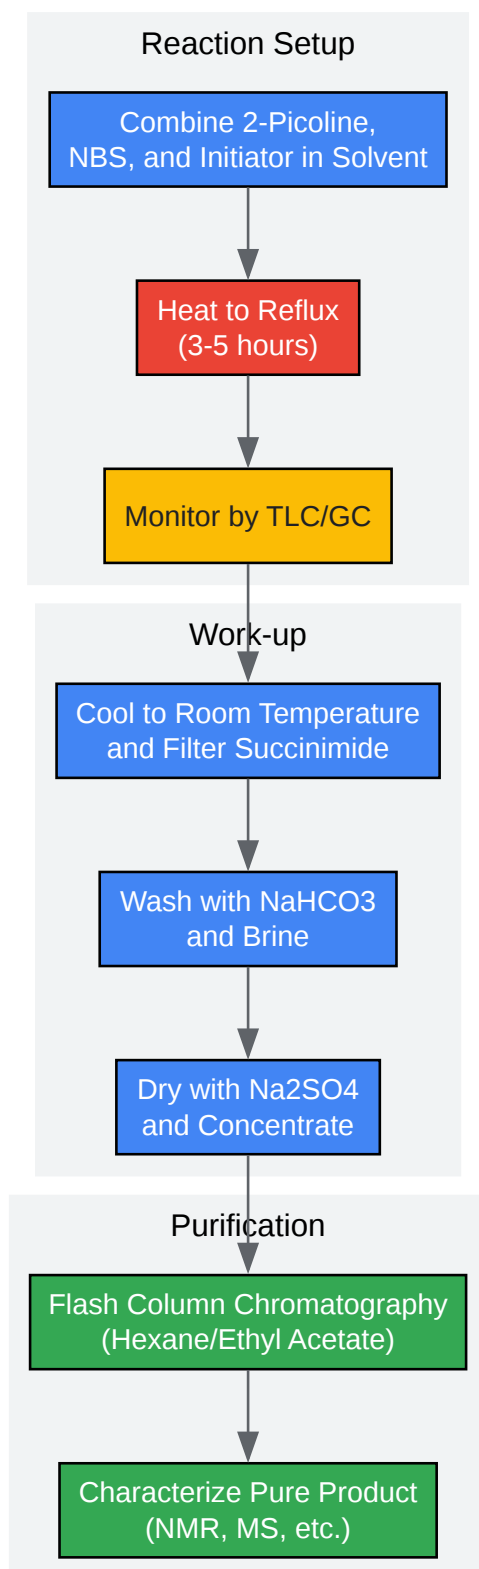 Reaction Setup
Combine 2-Picoline,
NBS, and Initiator in Solvent
Heat to Reflux
(3-5 hours)
Monitor by TLC/GC
Work-up
Cool to Room Temperature
and Filter Succinimide
Wash with NaHCO3
and Brine
Dry with Na2SO4
and Concentrate
Purification
Flash Column Chromatography
(Hexane/Ethyl Acetate)
Characterize Pure Product
(NMR, MS, etc.)